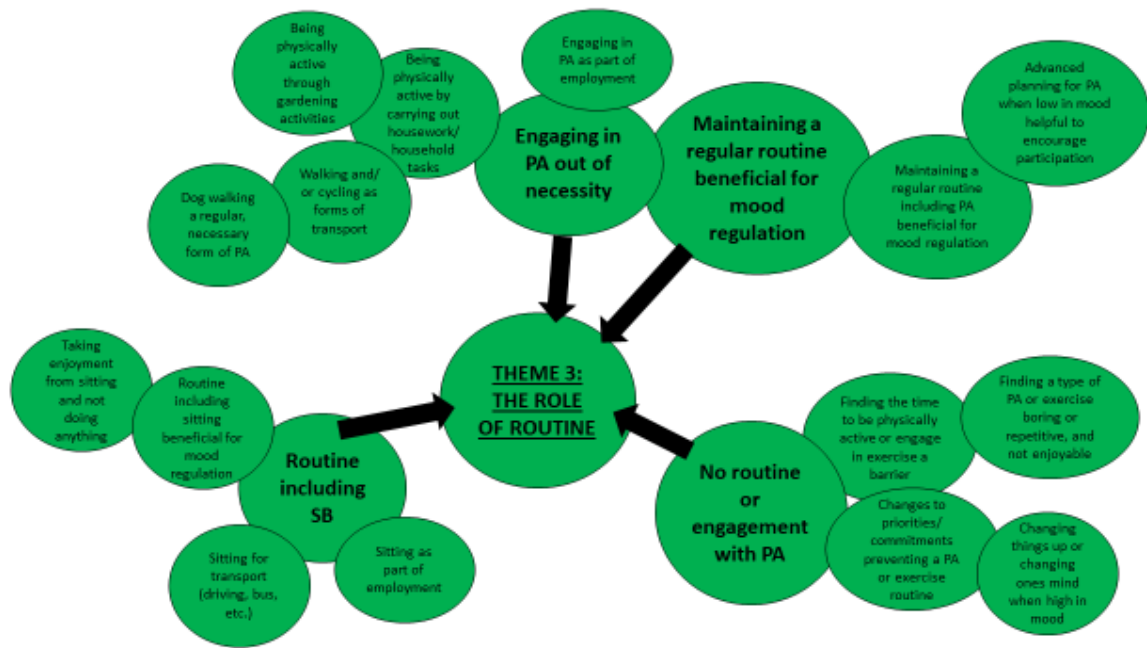 Being
physically
active
through
gardening
activities
Being
physically
active by
carrying out
housework/
household
tasks
Walking and/
or cycling as
forms of
transport
Dog walking
a regular,
necessary
form of PA
Engaging in
PA as part of
employment
Engaging in
PA out of
necessity
Maintaining a
regular routine
beneficial for
mood
regulation
Advanced
planning for PA
when low in mood
helpful to
encourage
participation
Maintaining a
regular routine
including PA
beneficial for
mood regulation
THEME 3:
THE ROLE
OF ROUTINE
Taking
enjoyment
from sitting
and not
doing
anything
Routine
including
sitting
beneficial for
mood
regulation
Routine
including
SB
Sitting for
transport
(driving, bus,
etc.)
Sitting as
part of
employment
No routine
or
engagement
with PA
Finding the time
to be physically
active or engage
in exercise a
barrier
Finding a type of
PA or exercise
boring or
repetitive, and
not enjoyable
Changes to
priorities/
commitments
preventing a PA
or exercise
routine
Changing
things up or
changing
ones mind
when high in
mood